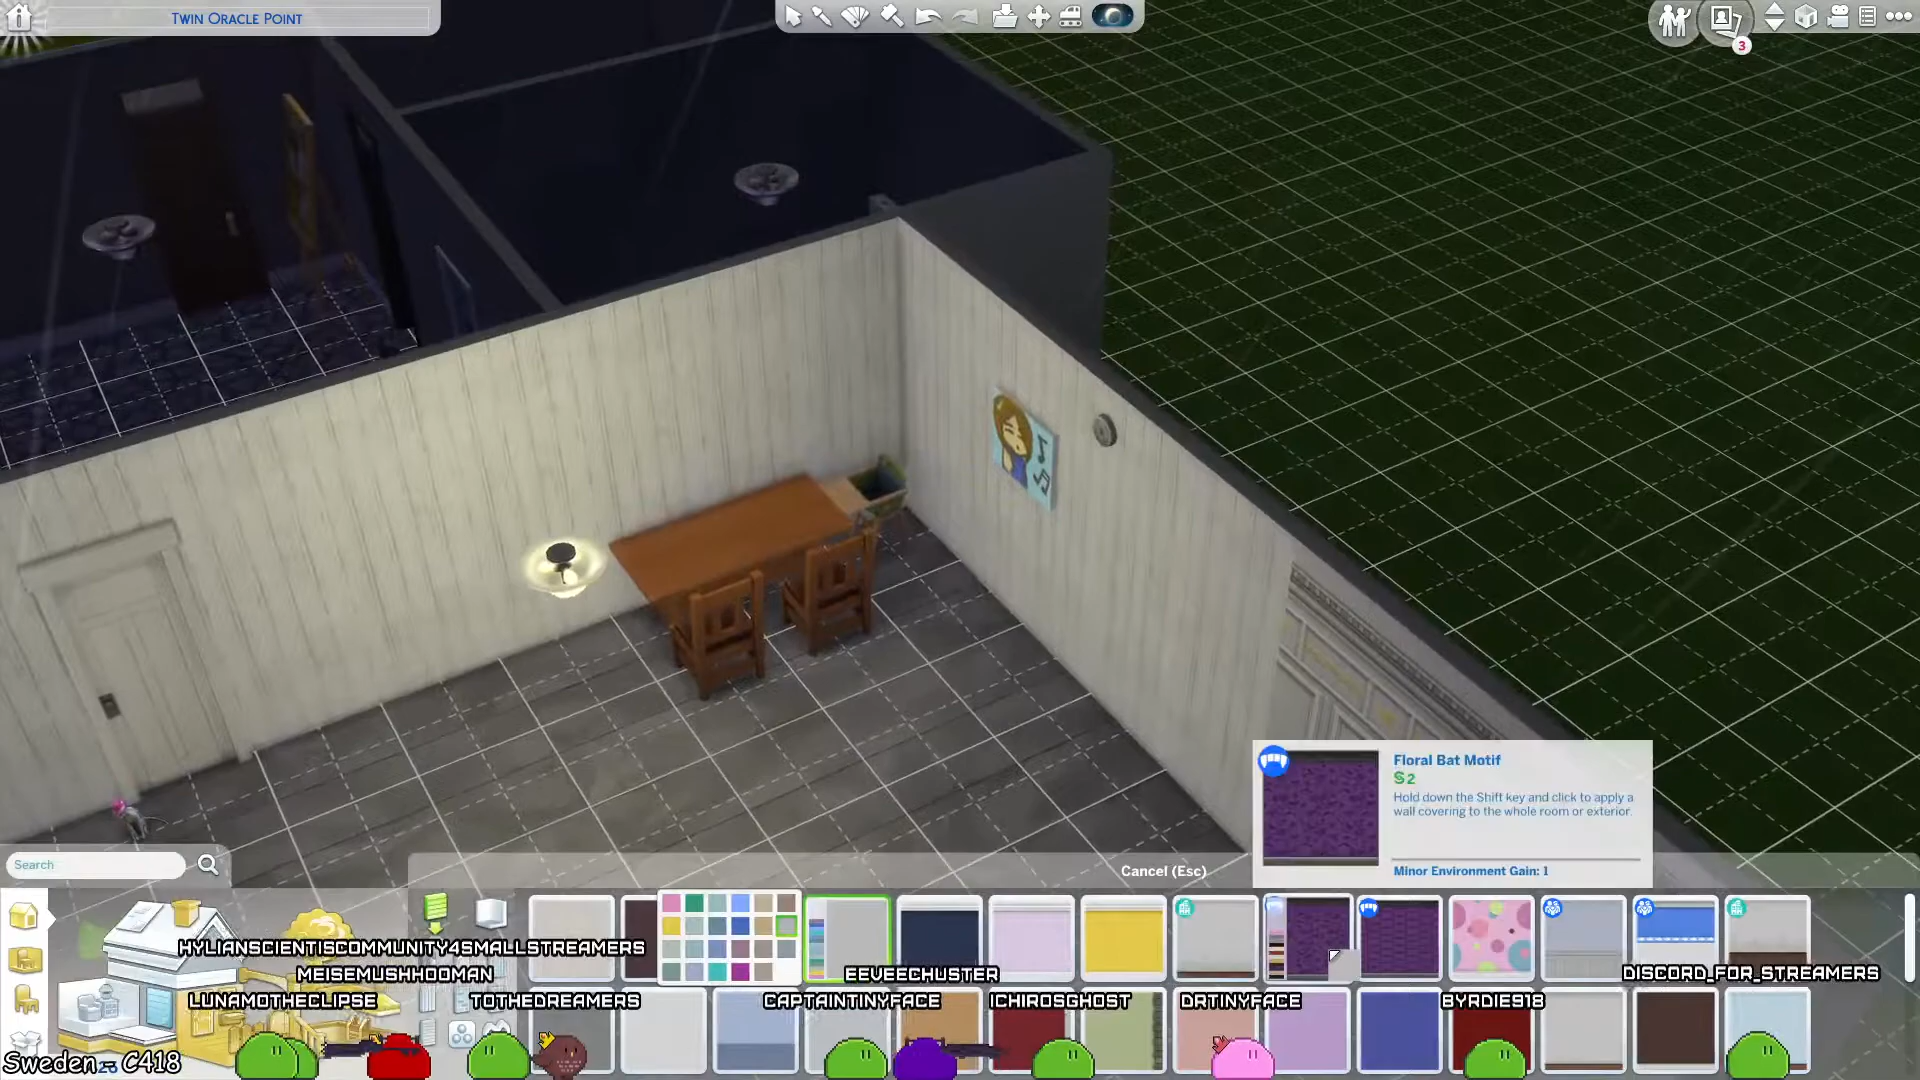 Twin Oracle Point
3
Floral Bat Motif
§2
Hold down the Shift key and click to apply a
wall covering to the whole room or exterior.
Minor Environment Gain: 1
Search
Cancel (Esc)
HYLIANSCIENTISCOMMUNITY4SMALLSTREAMERS
MEISEMUSHHOOMAN
EEVEECHUSTER
DISCORD_FOR_STREAMERS
LUNAMOTHECLIPSE
TOTHEDREAMERS
CAPTAINTINYFACE
ICHIROSGHOST
DRTINYFACE
BYRDIE918
Sweden - C418